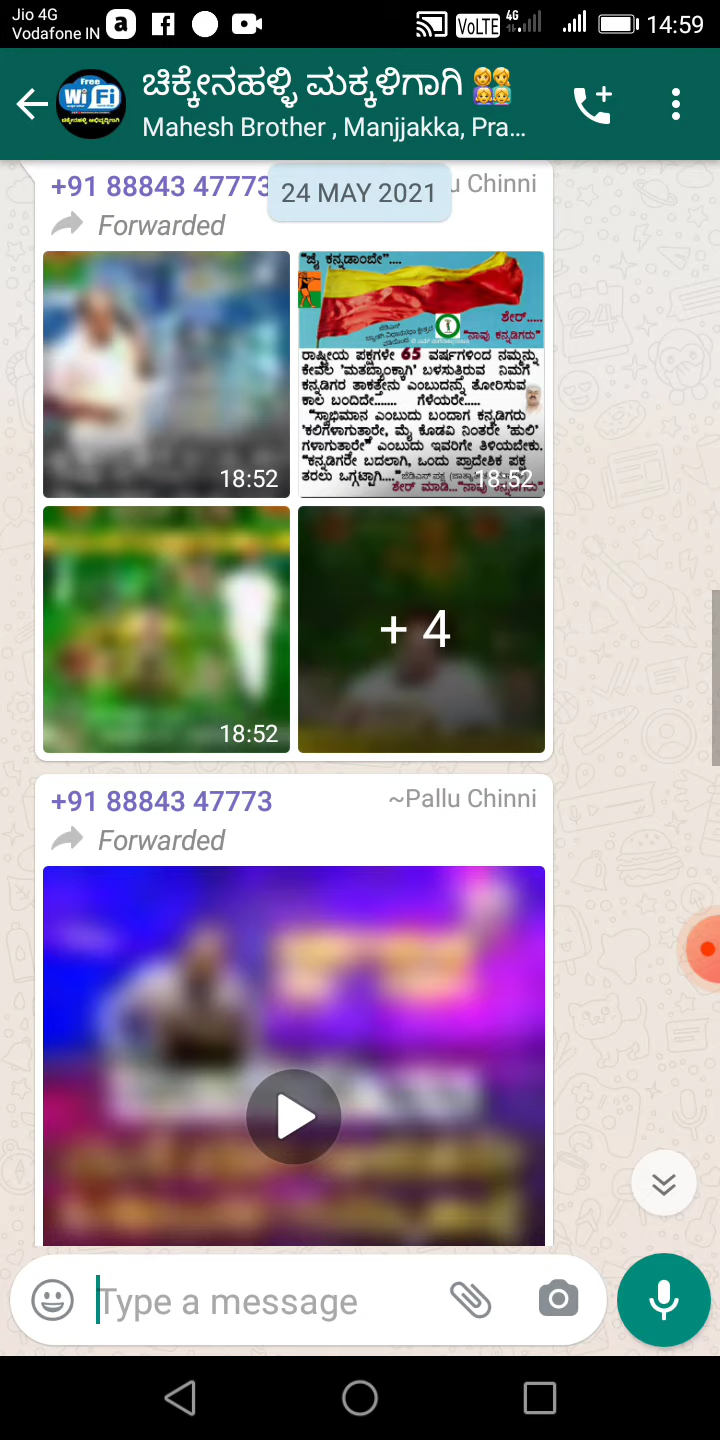 Jio 4G
Vodafone IN
4G
VoLTE
14:59
Free
Wi Fi
ಚಿಕ್ಕೇನಹಳ್ಳಿ ಮಕ್ಕಳಿಗಾಗಿ 👨‍👩‍👧‍👦
Mahesh Brother , Manjjakka, Pra...
+91 88843 47773
24 MAY 2021
u Chinni
Forwarded
18:52
"ಜೈ ಕನ್ನಡಾಂಬೇ"....
ಶೇರ್.....
"ನಾವು ಕನ್ನಡಿಗರು"
ರಾಷ್ಟ್ರೀಯ ಪಕ್ಷಗಳೇ 65 ವರ್ಷಗಳಿಂದ ನಮ್ಮನ್ನು
ಕೇವಲ 'ಮತಬ್ಯಾಂಕ್ಕಾಗಿ' ಬಳಸುತ್ತಿರುವ ನಿಮಗೆ
ಕನ್ನಡಿಗರ ತಾಕತ್ತೇನು ಎಂಬುದನ್ನು ತೋರಿಸುವ
ಕಾಲ ಬಂದಿದೇ....... ಗೆಳೆಯರೇ.....
"ಸ್ವಾಭಿಮಾನ ಎಂಬುದು ಬಂದಾಗ ಕನ್ನಡಿಗರು
'ಕಲಿಗಳಾಗುತ್ತಾರೇ, ಮೈ ಕೊಡವಿ ನಿಂತರೇ 'ಹುಲಿ'
ಗಳಾಗುತ್ತಾರೇ" ಎಂಬುದು ಇವರಿಗೇ ತಿಳಿಯಬೇಕು.
"ಕನ್ನಡಿಗರೇ ಬದಲಾಗಿ, ಒಂದು ಪ್ರಾದೇಶಿಕ ಪಕ್ಷ
ತರಲು ಒಗ್ಗಟ್ಟಾಗಿ...."
ಶೇರ್ ಮಾಡಿ..."ನಾವು ಕನ್ನಡಿಗರು"
18:52
18:52
+ 4
+91 88843 47773
~Pallu Chinni
Forwarded
Type a message